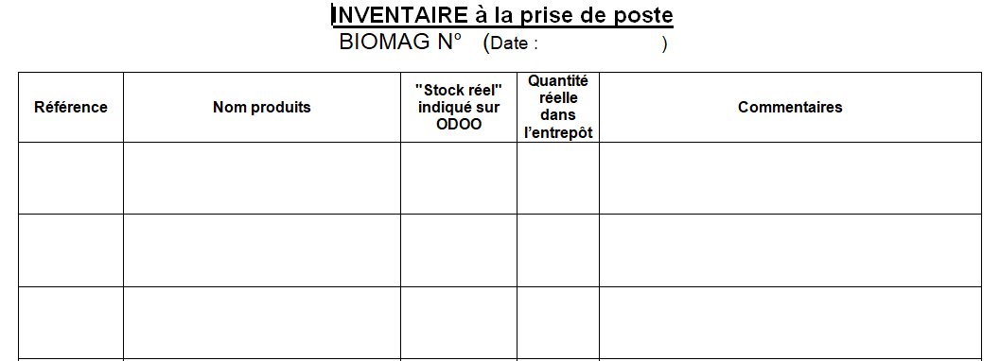 INVENTAIRE à la prise de poste
BIOMAG N° (Date : )
Référence
Nom produits
"Stock réel"
indiqué sur
ODOO
Quantité
réelle
dans
l’entrepôt
Commentaires